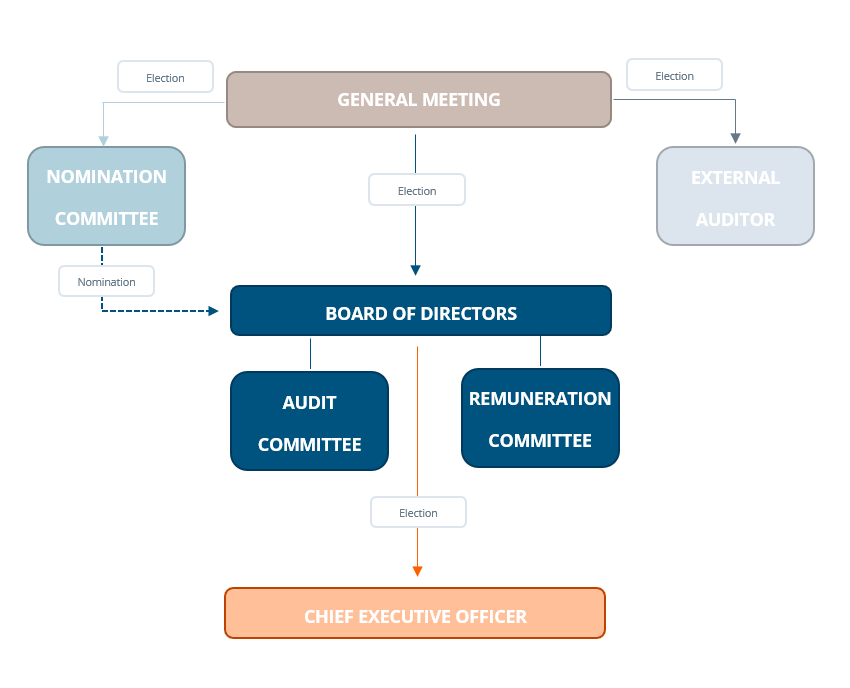 Election
Election
GENERAL MEETING
NOMINATION
COMMITTEE
EXTERNAL
AUDITOR
Election
Nomination
BOARD OF DIRECTORS
AUDIT
COMMITTEE
REMUNERATION
COMMITTEE
Election
CHIEF EXECUTIVE OFFICER